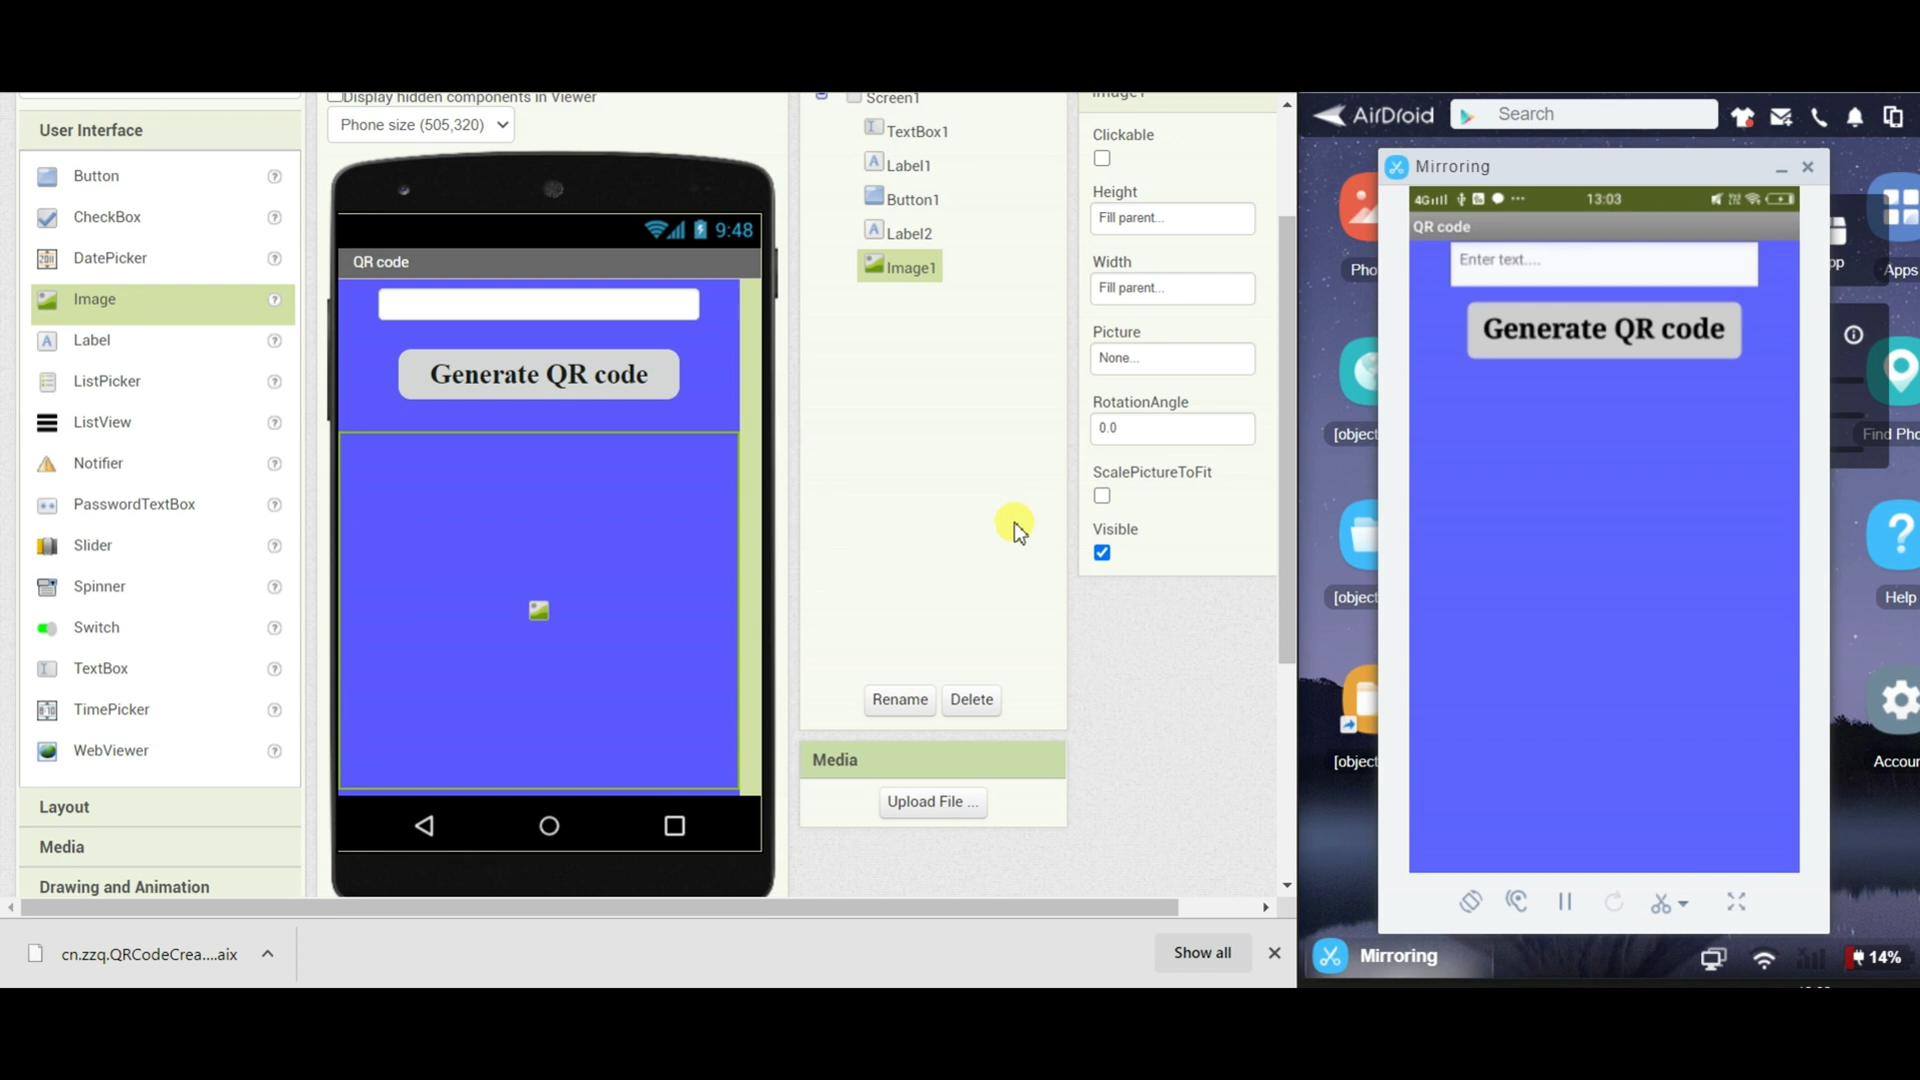 Display hidden components in Viewer
Phone size (505,320)
User Interface
Button
CheckBox
DatePicker
Image
Label
ListPicker
ListView
Notifier
PasswordTextBox
Slider
Spinner
Switch
TextBox
TimePicker
WebViewer
Layout
Media
Drawing and Animation
9:48
QR code
Generate QR code
Screen1
TextBox1
Label1
Button1
Label2
Image1
Rename
Delete
Media
Upload File ...
Image1
Clickable
Height
Fill parent...
Width
Fill parent...
Picture
None...
RotationAngle
0.0
ScalePictureToFit
Visible
cn.zzq.QRCodeCrea....aix
Show all
AirDroid
Search
Mirroring
4G
13:03
QR code
Enter text....
Generate QR code
Pho
[object
[object
[object
pp
Apps
Find Pho
Help
Accoun
Mirroring
14%